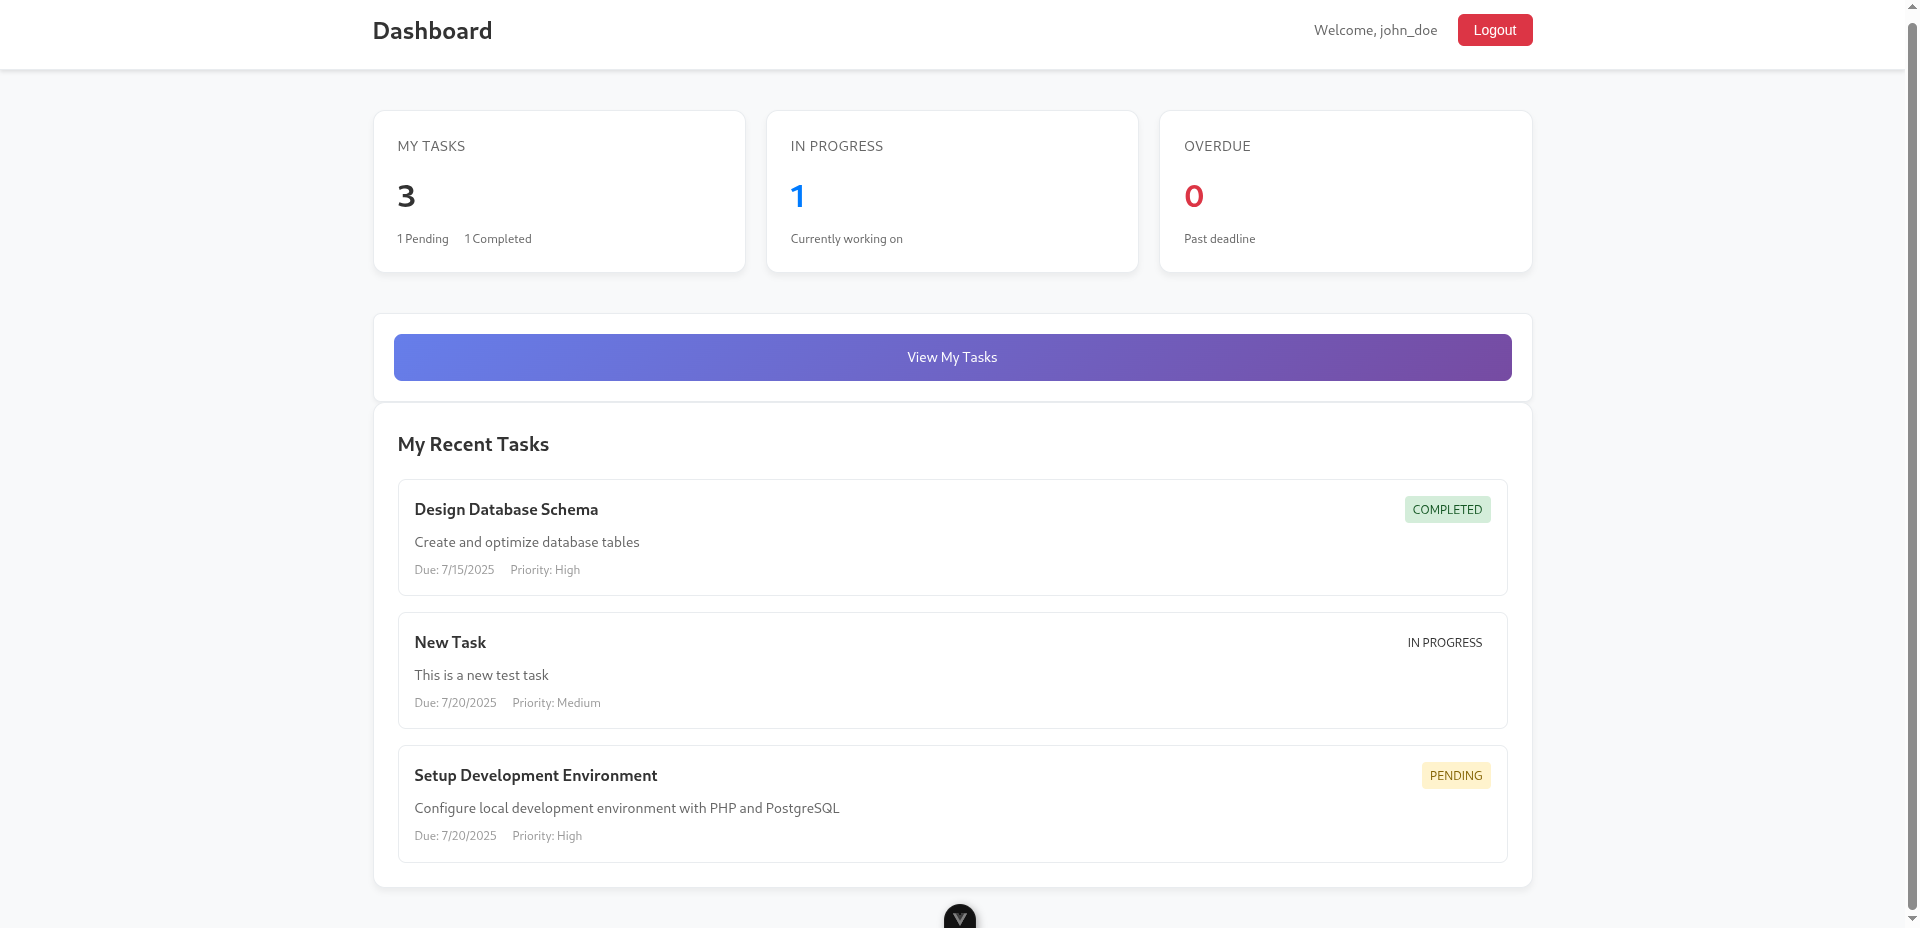 Dashboard
Welcome, john_doe
Logout
MY TASKS
3
1 Pending 1 Completed
IN PROGRESS
1
Currently working on
OVERDUE
0
Past deadline
View My Tasks
My Recent Tasks
Design Database Schema
COMPLETED
Create and optimize database tables
Due: 7/15/2025 Priority: High
New Task
IN PROGRESS
This is a new test task
Due: 7/20/2025 Priority: Medium
Setup Development Environment
PENDING
Configure local development environment with PHP and PostgreSQL
Due: 7/20/2025 Priority: High